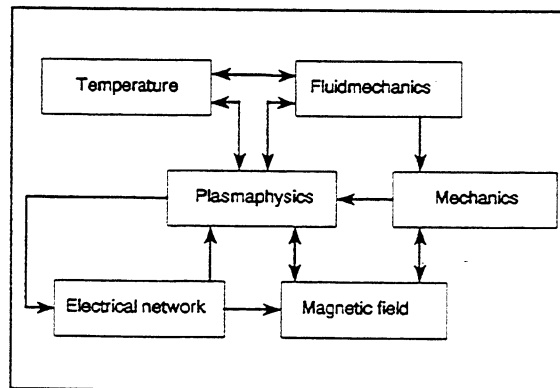 Temperature
Fluidmechanics
Plasmaphysics
Mechanics
Electrical network
Magnetic field